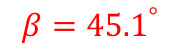 β = 45.1°